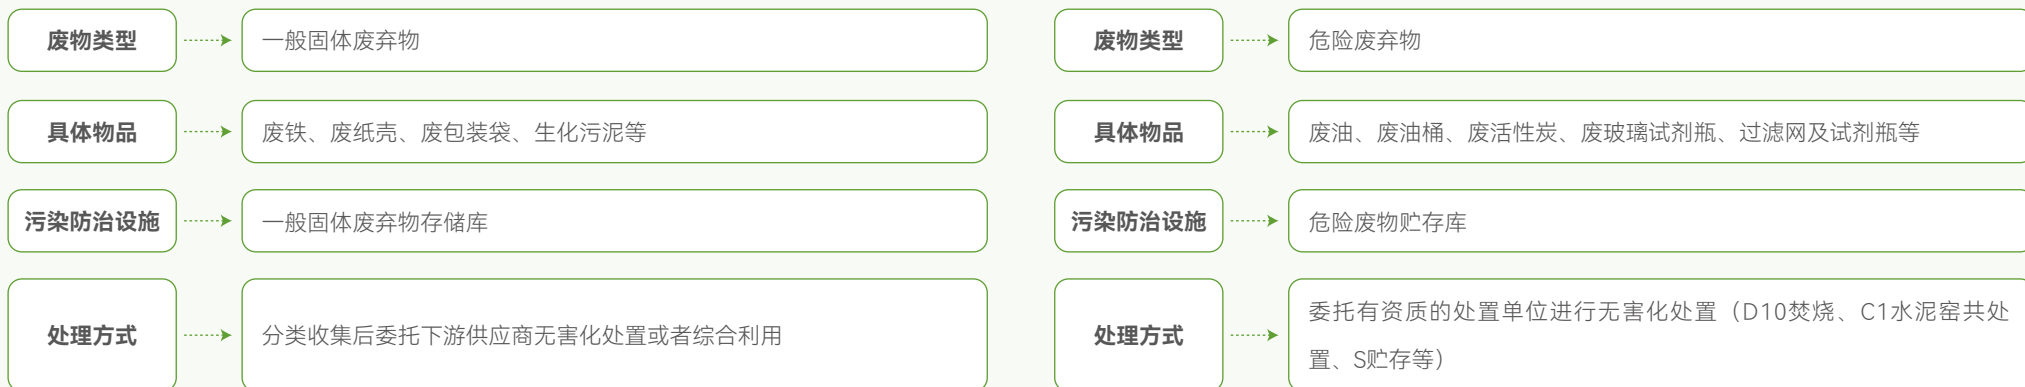 废物类型
一般固体废弃物
具体物品
废铁、废纸壳、废包装袋、生化污泥等
污染防治设施
一般固体废弃物存储库
处理方式
分类收集后委托下游供应商无害化处置或者综合利用
废物类型
危险废弃物
具体物品
废油、废油桶、废活性炭、废玻璃试剂瓶、过滤网及试剂瓶等
污染防治设施
危险废物贮存库
处理方式
委托有资质的处置单位进行无害化处置（D10焚烧、C1水泥窑共处
置、S贮存等）